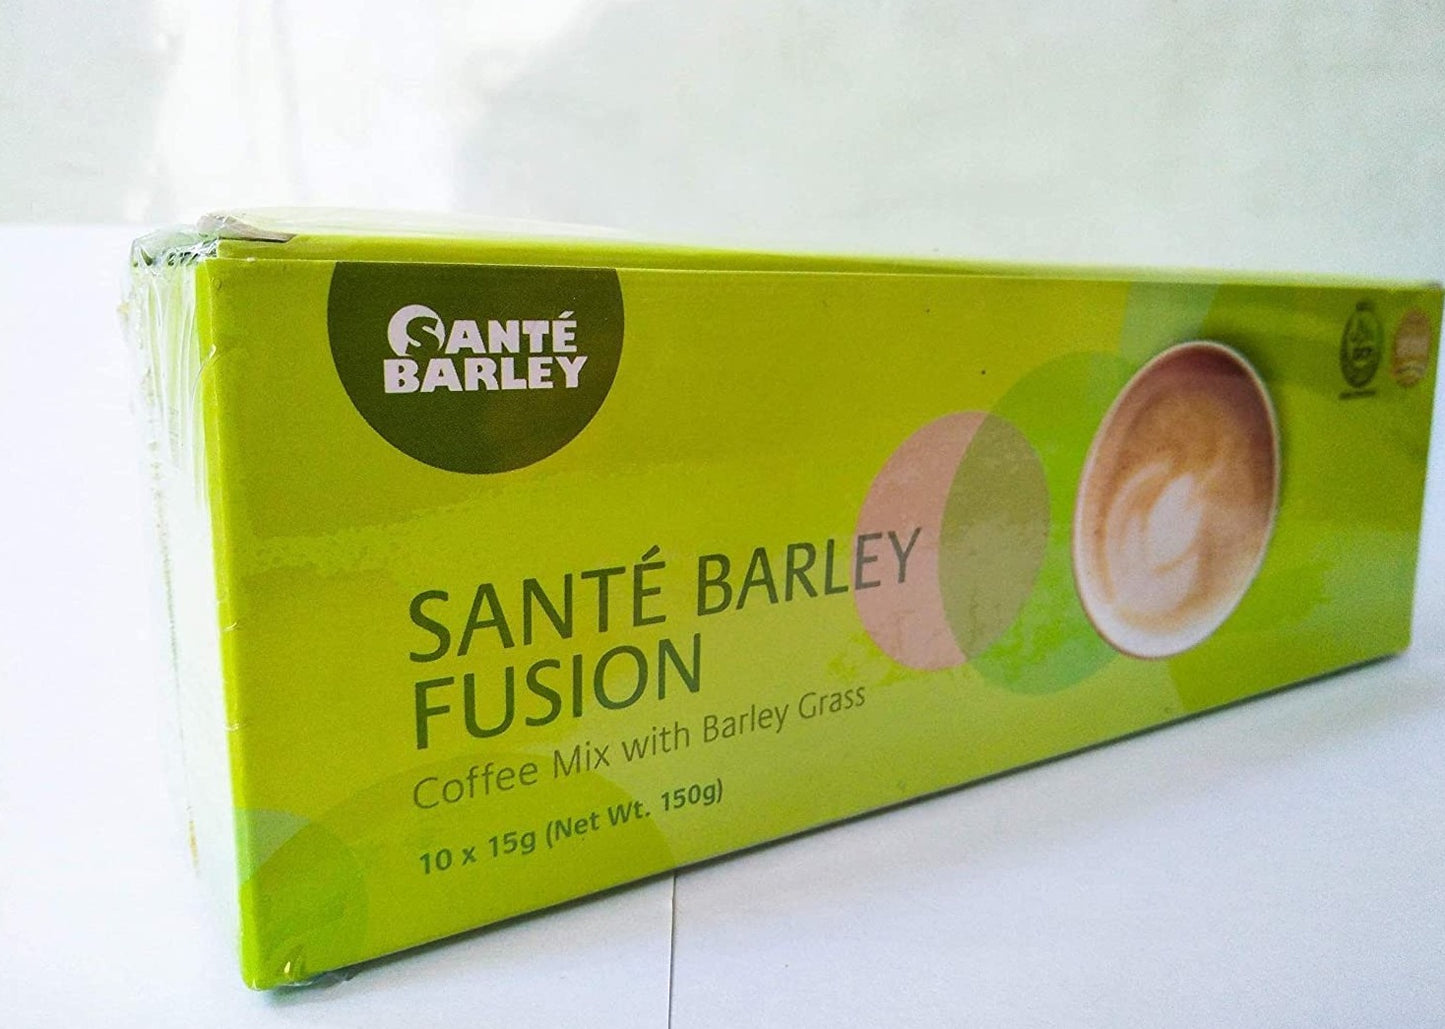 SANTÉ
BARLEY
SANTÉ BARLEY
FUSION
Coffee Mix with Barley Grass
10 x 15g (Net Wt. 150g)